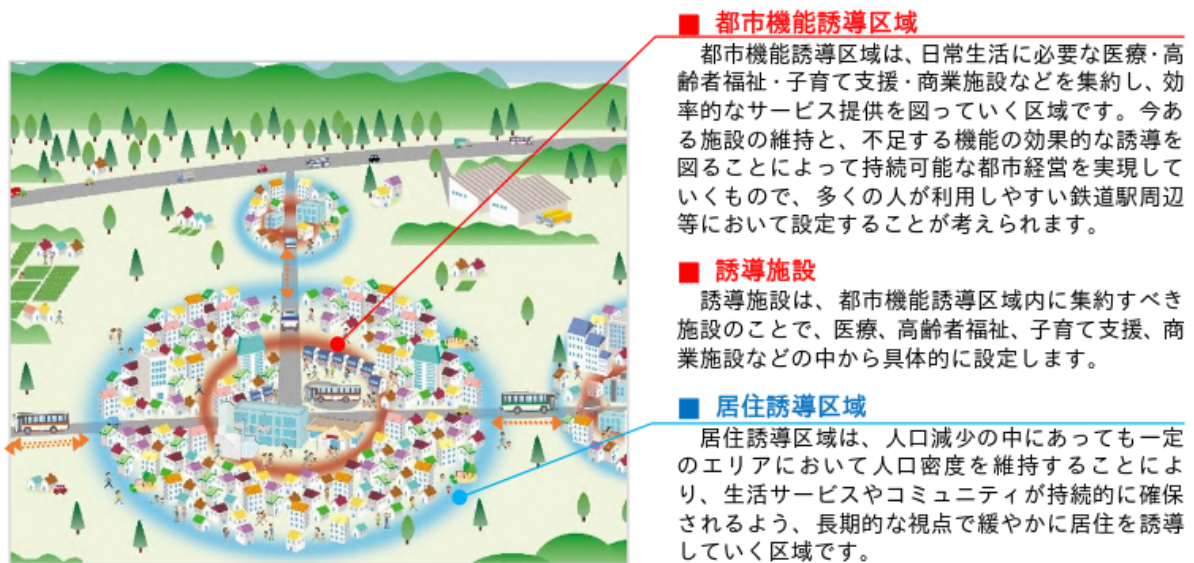 ■ 都市機能誘導区域
都市機能誘導区域は、日常生活に必要な医療・高
齢者福祉・子育て支援・商業施設などを集約し、効
率的なサービス提供を図っていく区域です。今あ
る施設の維持と、不足する機能の効果的な誘導を
図ることによって持続可能な都市経営を実現して
いくもので、多くの人が利用しやすい鉄道駅周辺
等において設定することが考えられます。
■ 誘導施設
誘導施設は、都市機能誘導区域内に集約すべき
施設のことで、医療、高齢者福祉、子育て支援、商
業施設などの中から具体的に設定します。
■ 居住誘導区域
居住誘導区域は、人口減少の中にあっても一定
のエリアにおいて人口密度を維持することによ
り、生活サービスやコミュニティが持続的に確保
されるよう、長期的な視点で緩やかに居住を誘導
していく区域です。